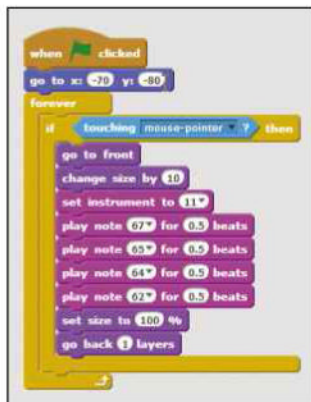 when clicked
go to x: -70 y: -80
forever
if touching mouse-pointer ? then
go to front
change size by 10
set instrument to 11
play note 67 for 0.5 beats
play note 65 for 0.5 beats
play note 64 for 0.5 beats
play note 62 for 0.5 beats
set size to 100 %
go back 1 layers